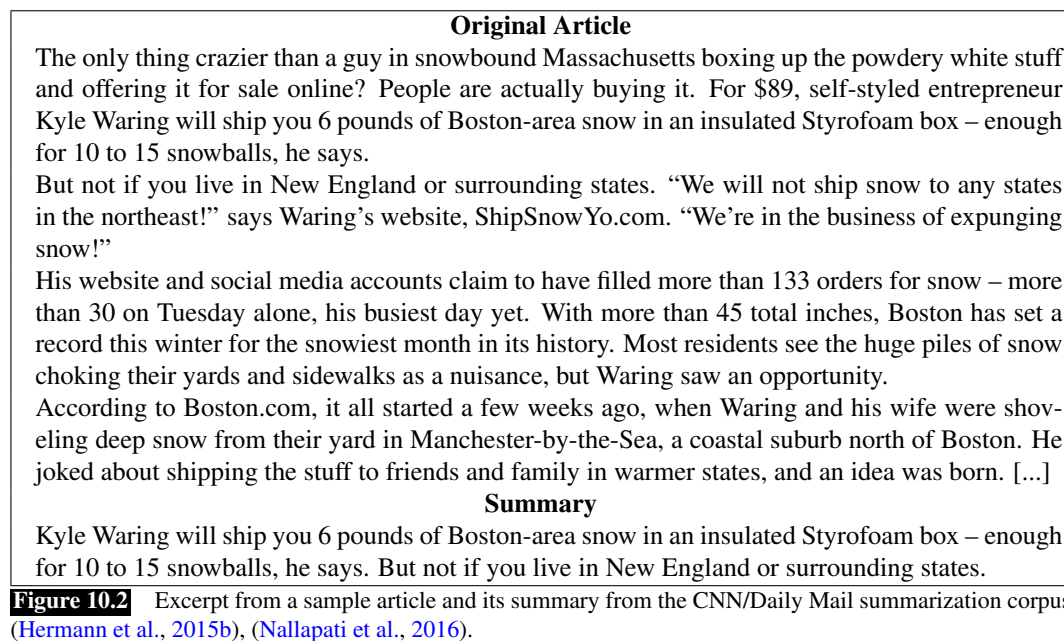 Original Article
The only thing crazier than a guy in snowbound Massachusetts boxing up the powdery white stuff
and offering it for sale online? People are actually buying it. For $89, self-styled entrepreneur
Kyle Waring will ship you 6 pounds of Boston-area snow in an insulated Styrofoam box – enough
for 10 to 15 snowballs, he says.
But not if you live in New England or surrounding states. “We will not ship snow to any states
in the northeast!” says Waring’s website, ShipSnowYo.com. “We’re in the business of expunging
snow!”
His website and social media accounts claim to have filled more than 133 orders for snow – more
than 30 on Tuesday alone, his busiest day yet. With more than 45 total inches, Boston has set a
record this winter for the snowiest month in its history. Most residents see the huge piles of snow
choking their yards and sidewalks as a nuisance, but Waring saw an opportunity.
According to Boston.com, it all started a few weeks ago, when Waring and his wife were shov-
eling deep snow from their yard in Manchester-by-the-Sea, a coastal suburb north of Boston. He
joked about shipping the stuff to friends and family in warmer states, and an idea was born. [...]
Summary
Kyle Waring will ship you 6 pounds of Boston-area snow in an insulated Styrofoam box – enough
for 10 to 15 snowballs, he says. But not if you live in New England or surrounding states.
Figure 10.2 Excerpt from a sample article and its summary from the CNN/Daily Mail summarization corpus
(Hermann et al., 2015b), (Nallapati et al., 2016).